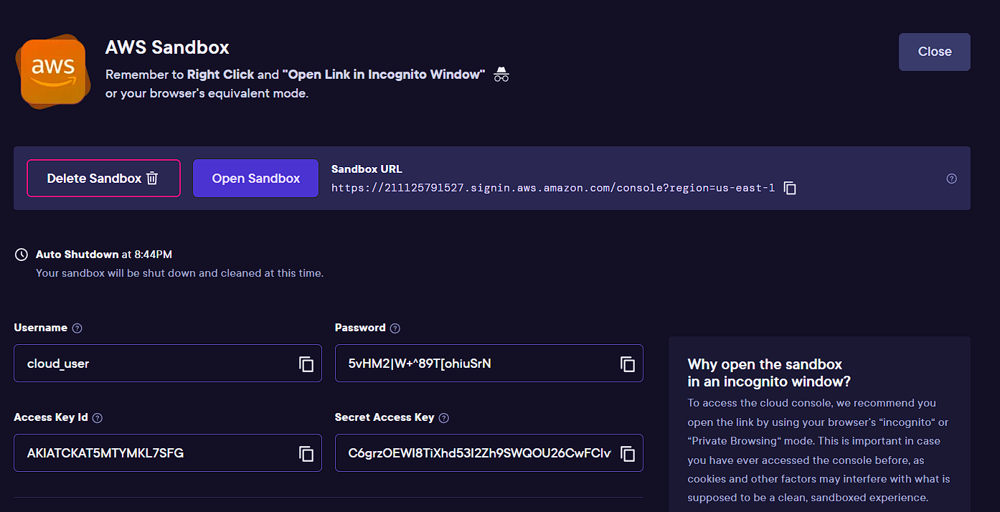 aws
AWS Sandbox
Remember to Right Click and "Open Link in Incognito Window"
or your browser's equivalent mode.
Close
Delete Sandbox
Open Sandbox
Sandbox URL
https://211125791527.signin.aws.amazon.com/console?region=us-east-1
Auto Shutdown at 8:44PM
Your sandbox will be shut down and cleaned at this time.
Username
cloud_user
Password
5vHM2|W+^89T[ohiuSrN
Access Key Id
AKIATCKAT5MTYMKL7SFG
Secret Access Key
Why open the sandbox
in an incognito window?
To access the cloud console, we recommend you
open the link by using your browser's “incognito“ or
“Private Browsing“ mode. This is important in case
you have ever accessed the console before, as
cookies and other factors may interfere with what is
supposed to be a clean, sandboxed experience.